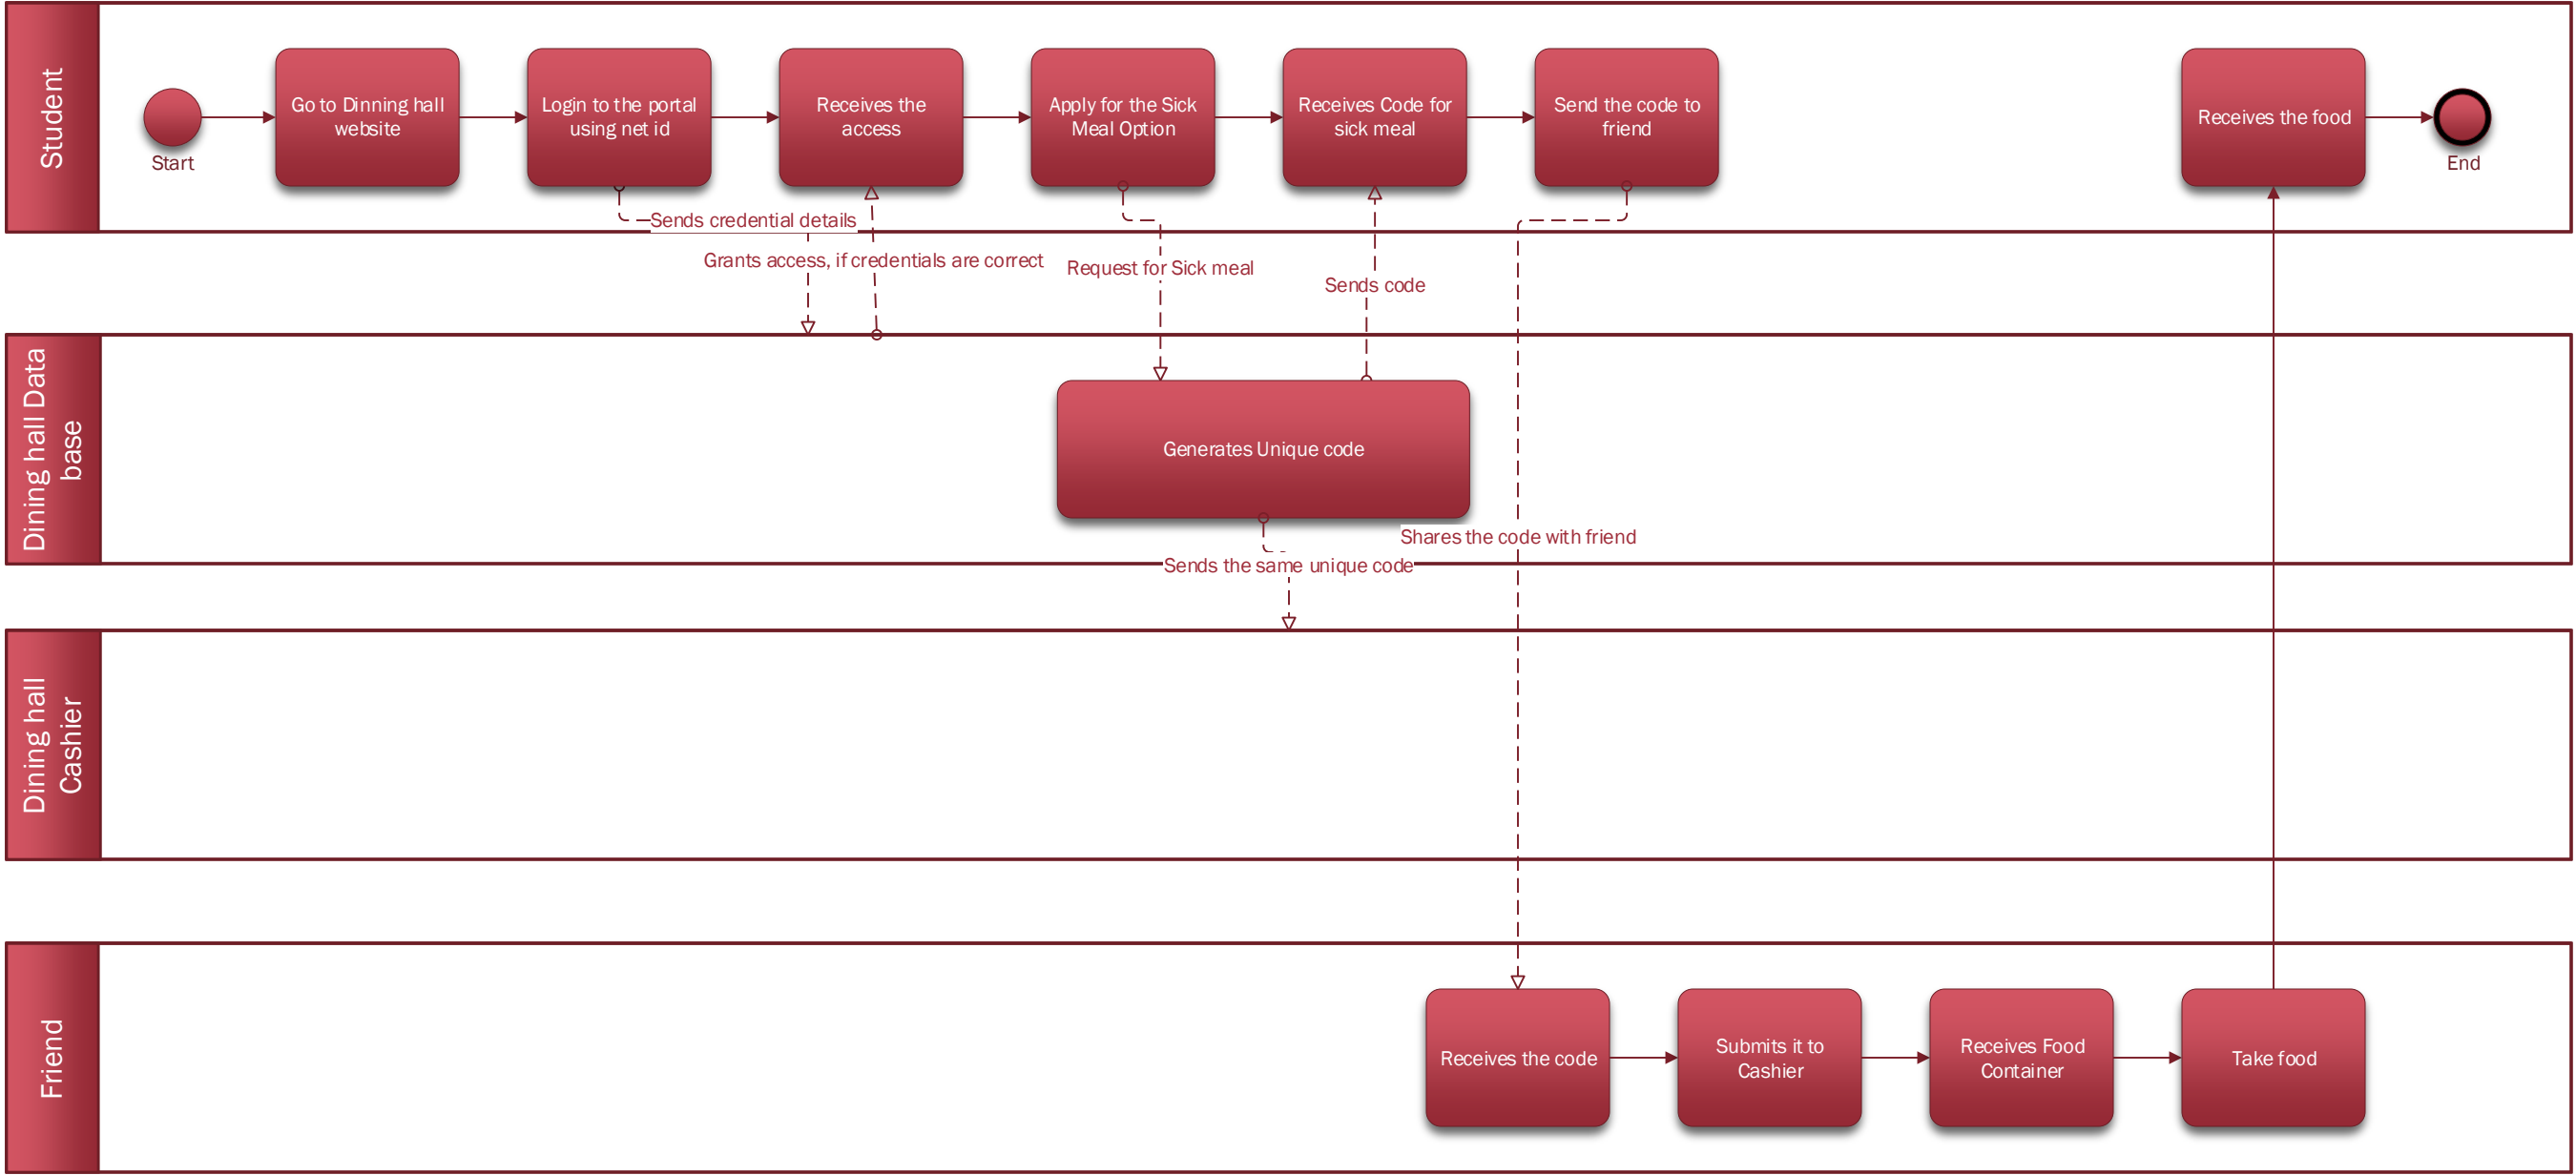 Student
Start
Go to Dinning hall
website
Login to the portal
using net id
Receives the
access
Apply for the Sick
Meal Option
Receives Code for
sick meal
Send the code to
friend
Receives the food
End
Sends credential details
Grants access, if credentials are correct
Request for Sick meal
Sends code
Dining hall Data
base
Generates Unique code
Shares the code with friend
Sends the same unique code
Dining hall
Cashier
Friend
Receives the code
Submits it to
Cashier
Receives Food
Container
Take food